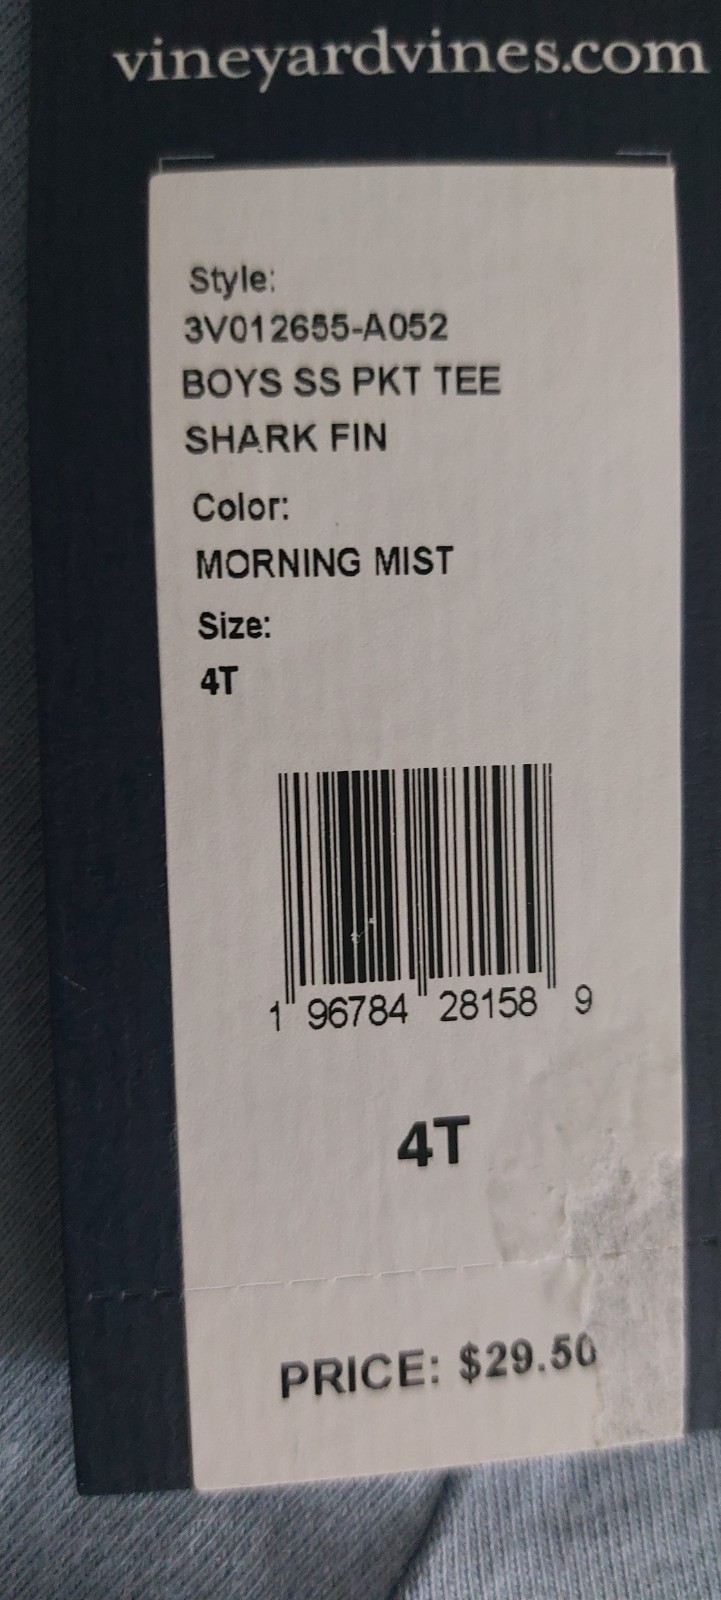 vineyardvines.com
Style:
3V012655-A052
BOYS SS PKT TEE
SHARK FIN
Color:
MORNING MIST
Size:
4T
1 96784 28158 9
4T
PRICE: $29.50